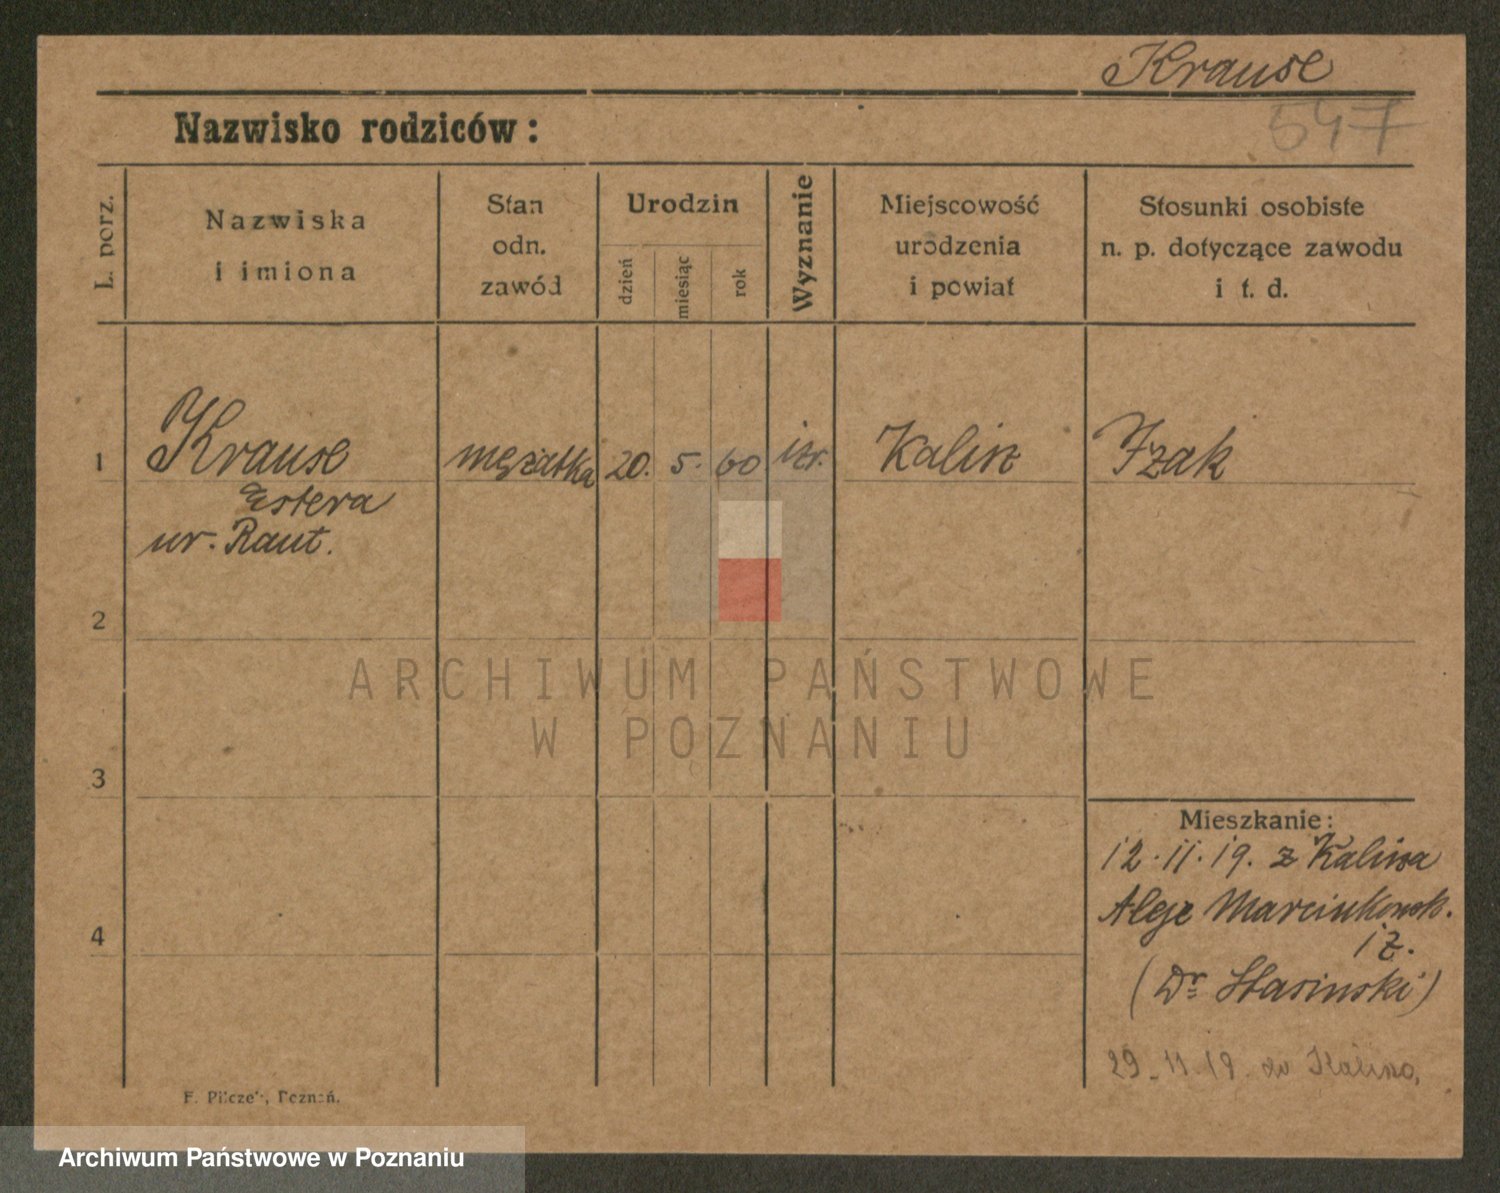 Krause
547
Nazwisko rodziców:
L. porz.
Nazwiska
i imiona
Stan
odn.
zawód
Urodzin
dzień
miesiąc
rok
Wyznanie
Miejscowość
urodzenia
i powiat
Stosunki osobiste
n. p. dotyczące zawodu
i t. d.
1
Krause
Estera
ur. Raut.
mężatka
20.
5.
60
izr.
Kalisz
Izak
2
ARCHIWUM PAŃSTWOWE
W POZNANIU
3
Mieszkanie:
12.11.19. z Kalisza
Aleje Marcinkowsk.
(Dr Stasinski)
4
29.11.19. do Kalisza.
Poznań.
Archiwum Państwowe w Poznaniu